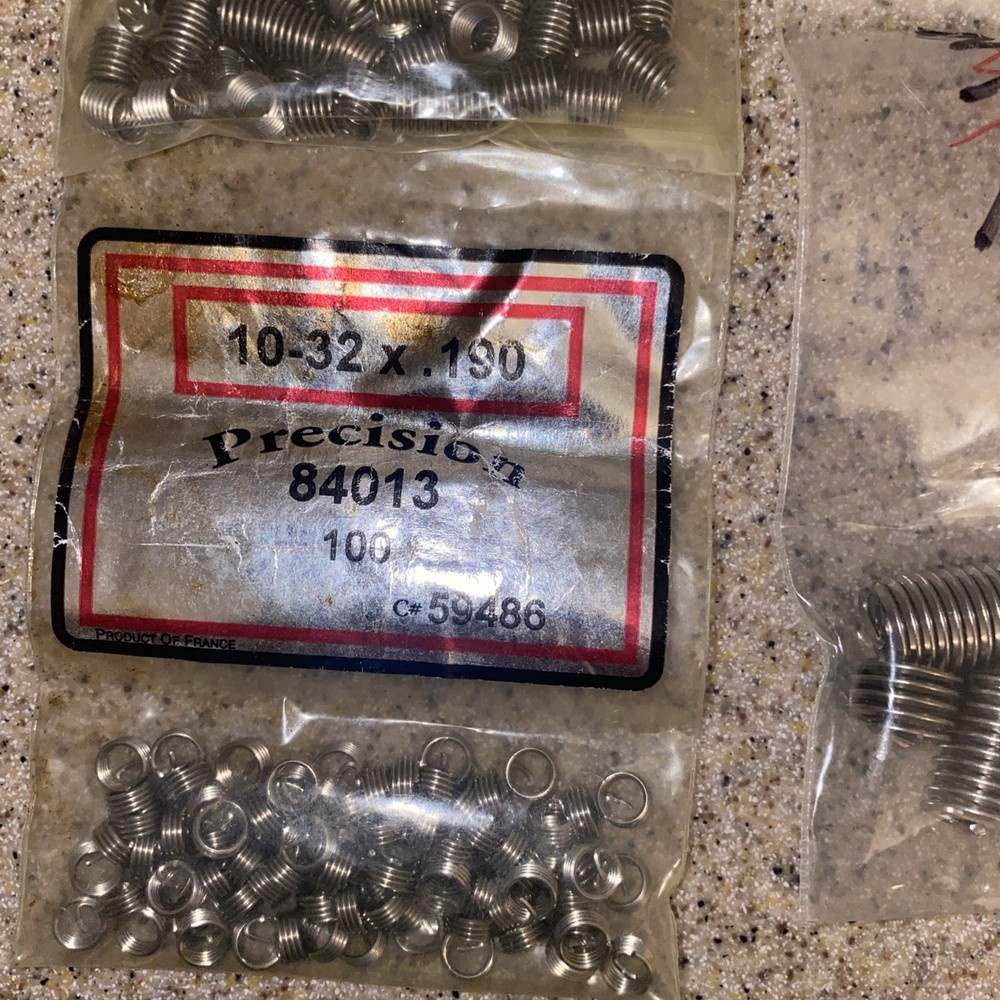 10-32 x .190
Precision
84013
100
C# 59486
PRODUCT OF FRANCE